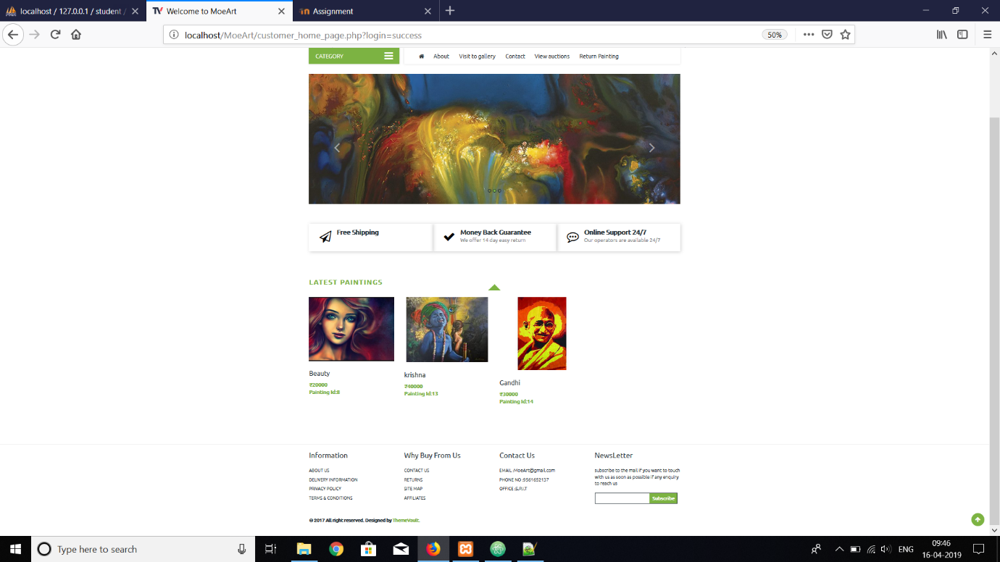 localhost / 127.0.0.1 / student /
Welcome to MoeArt
Assignment
localhost/MoeArt/customer_home_page.php?login=success
50%
CATEGORY
About
Visit to gallery
Contact
View auctions
Return Painting
Free Shipping
Money Back Guarantee
We offer 14 day easy return
Online Support 24/7
Our operators are available 24/7
LATEST PAINTINGS
Beauty
₹20000
Painting Id:8
krishna
₹40000
Painting Id:13
Gandhi
₹30000
Painting Id:14
Information
ABOUT US
DELIVERY INFORMATION
PRIVACY POLICY
TERMS & CONDITIONS
Why Buy From Us
CONTACT US
RETURNS
SITE MAP
AFFILIATES
Contact Us
EMAIL :MoeArt@gmail.com
PHONE NO :9561652137
OFFICE :S.P.I.T
NewsLetter
subscribe to the mail if you want to touch
with us as soon as possible if any enquiry
to reach us
Subscribe
© 2017 All right reserved. Designed by ThemeVault.
Type here to search
ENG
09:46
16-04-2019